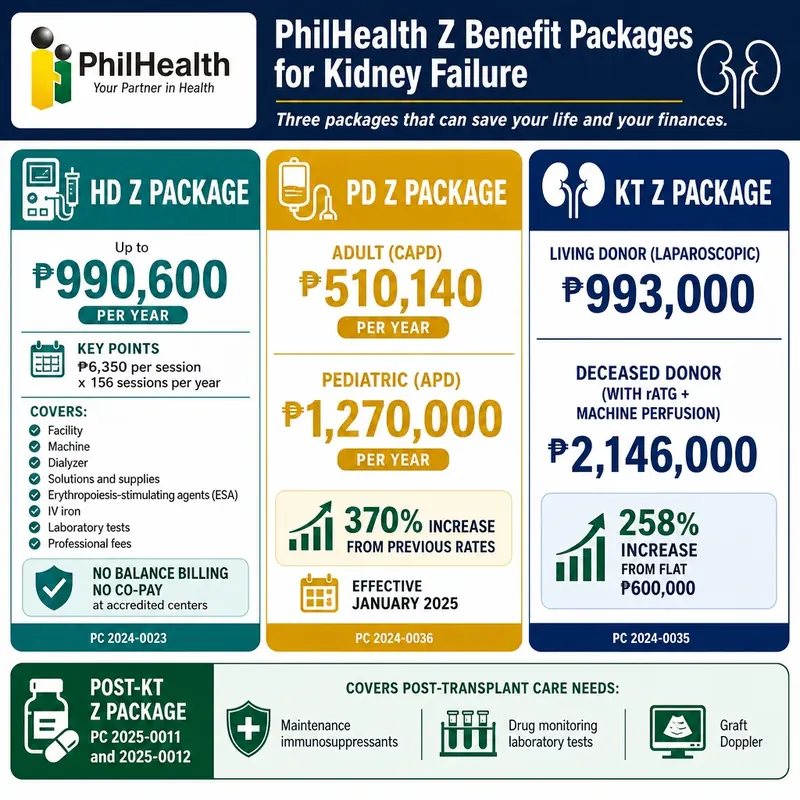 PhilHealth
Your Partner in Health
PhilHealth Z Benefit Packages
for Kidney Failure
Three packages that can save your life and your finances.
HD Z PACKAGE
Up to
₱990,600
PER YEAR
KEY POINTS
₱6,350 per session
x 156 sessions per year
COVERS:
Facility
Machine
Dialyzer
Solutions and supplies
Erythropoiesis-stimulating agents (ESA)
IV iron
Laboratory tests
Professional fees
NO BALANCE BILLING
NO CO-PAY
at accredited centers
PC 2024-0023
PD Z PACKAGE
ADULT (CAPD)
₱510,140
PER YEAR
PEDIATRIC (APD)
₱1,270,000
PER YEAR
370% INCREASE
FROM PREVIOUS RATES
EFFECTIVE
JANUARY 2025
PC 2024-0036
KT Z PACKAGE
LIVING DONOR (LAPAROSCOPIC)
₱993,000
DECEASED DONOR
(WITH rATG +
MACHINE PERFUSION)
₱2,146,000
258%
INCREASE
FROM FLAT
₱600,000
PC 2024-0035
POST-KT
Z PACKAGE
PC 2025-0011
and 2025-0012
COVERS POST-TRANSPLANT CARE NEEDS:
Maintenance
immunosuppressants
Drug monitoring
laboratory tests
Graft
Doppler